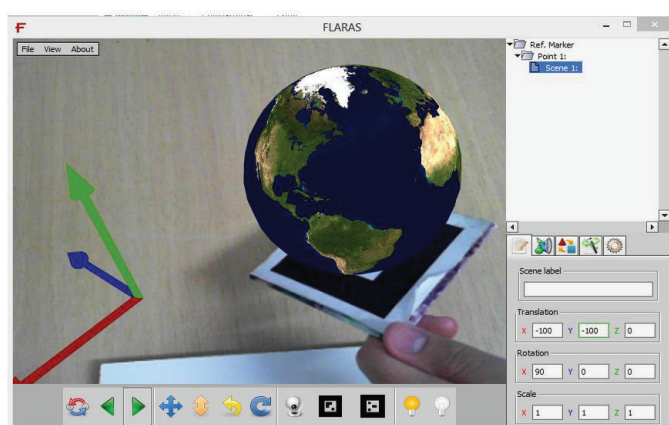 FLARAS
File View About
Ref. Marker
Point 1:
Scene 1:
Scene label
Translation
X -100 Y -100 Z 0
Rotation
X 90 Y 0 Z 0
Scale
X 1 Y 1 Z 1